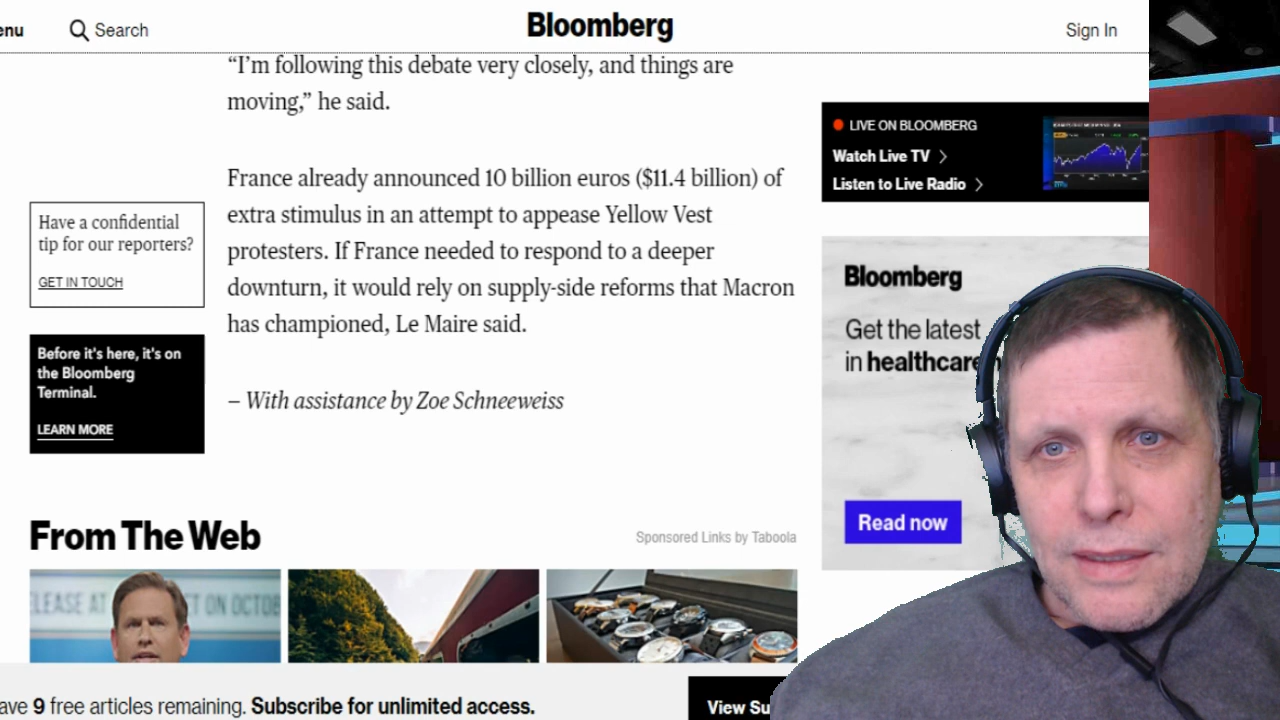 enu
Search
Bloomberg
Sign In
“I'm following this debate very closely, and things are
moving,” he said.
France already announced 10 billion euros ($11.4 billion) of
extra stimulus in an attempt to appease Yellow Vest
protesters. If France needed to respond to a deeper
downturn, it would rely on supply-side reforms that Macron
has championed, Le Maire said.
– With assistance by Zoe Schneeweiss
Have a confidential
tip for our reporters?
GET IN TOUCH
Before it's here, it's on
the Bloomberg
Terminal.
LEARN MORE
LIVE ON BLOOMBERG
Watch Live TV
Listen to Live Radio
Bloomberg
Get the latest
in healthcare
Read now
From The Web
Sponsored Links by Taboola
LEASE AT
ET ON OCTOB
ave 9 free articles remaining. Subscribe for unlimited access.
View Su